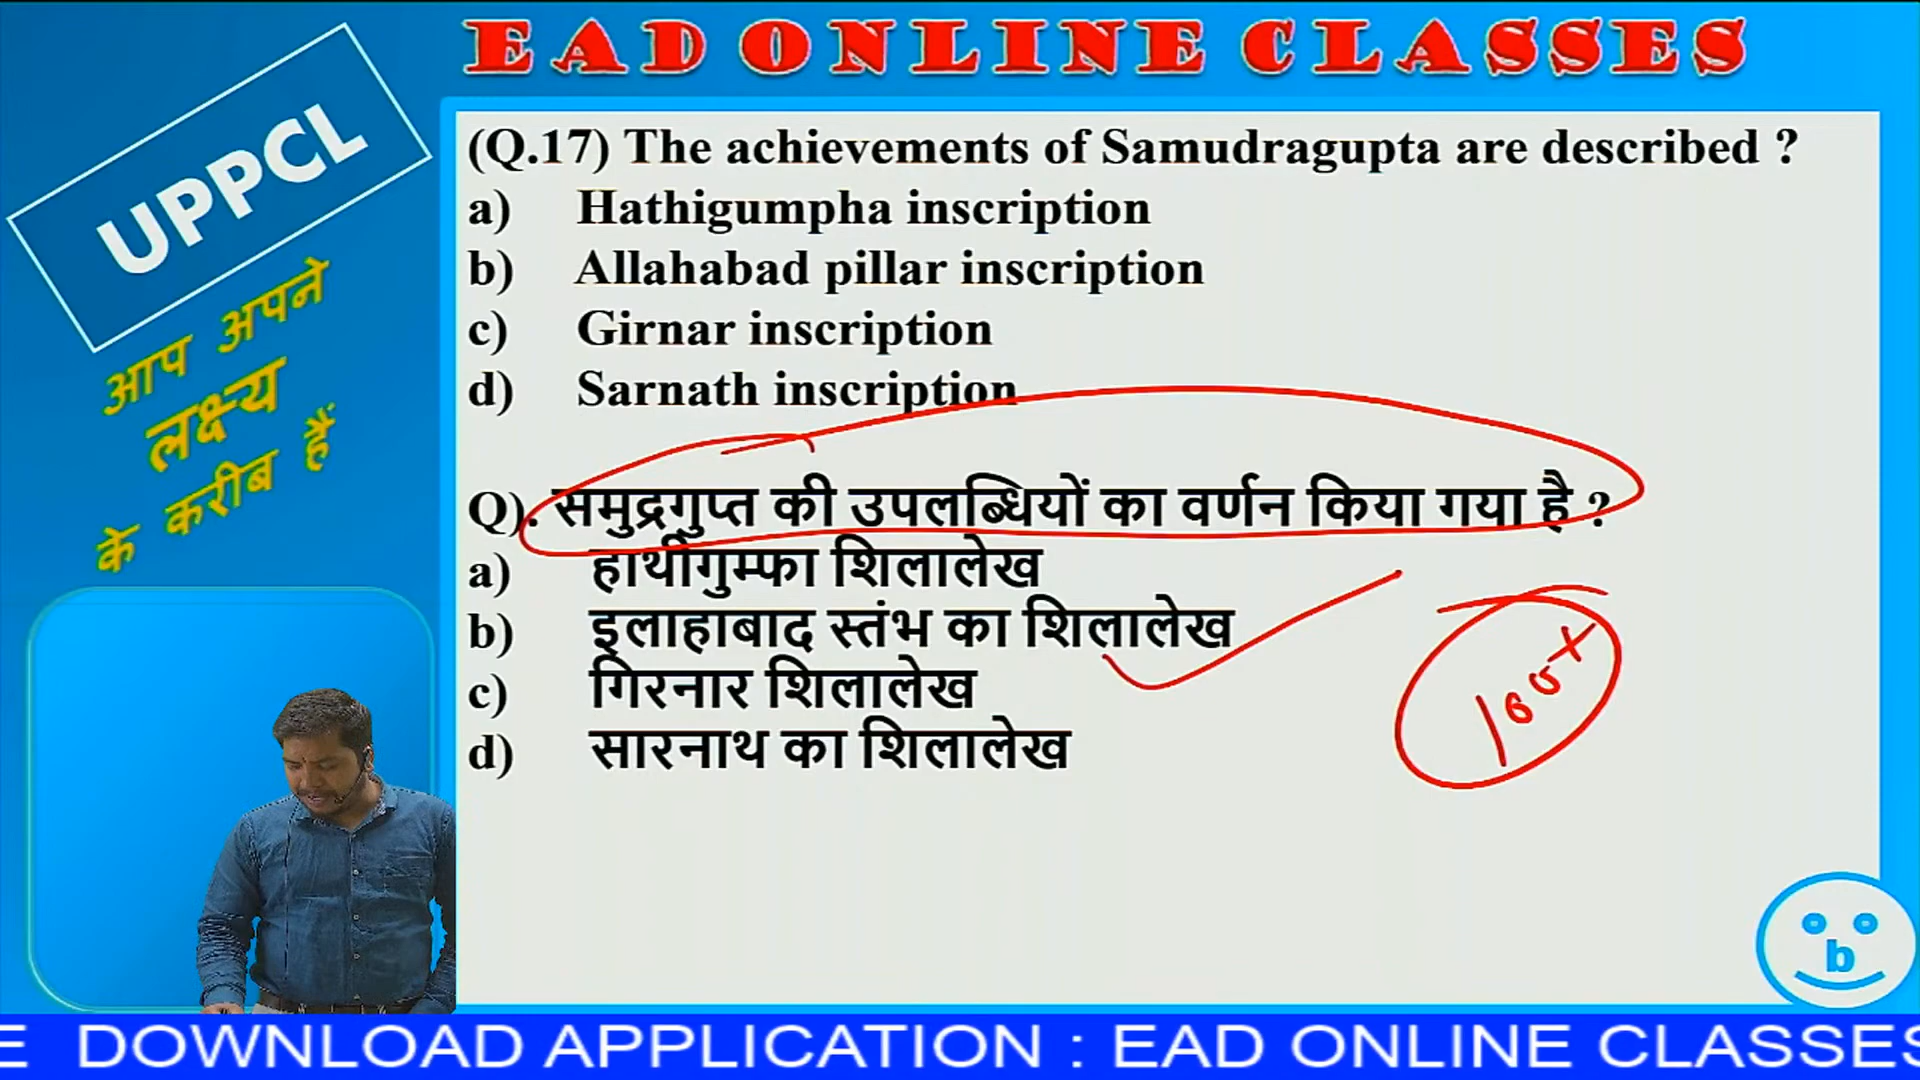 EAD ONLINE CLASSES
UPPCL
आप अपने
लक्ष्य
के करीब हैं
(Q.17) The achievements of Samudragupta are described ?
a) Hathigumpha inscription
b) Allahabad pillar inscription
c) Girnar inscription
d) Sarnath inscription
Q). समुद्रगुप्त की उपलब्धियों का वर्णन किया गया है ?
a) हाथीगुम्फा शिलालेख
b) इलाहाबाद स्तंभ का शिलालेख
c) गिरनार शिलालेख
d) सारनाथ का शिलालेख
100x
b
E DOWNLOAD APPLICATION : EAD ONLINE CLASSES